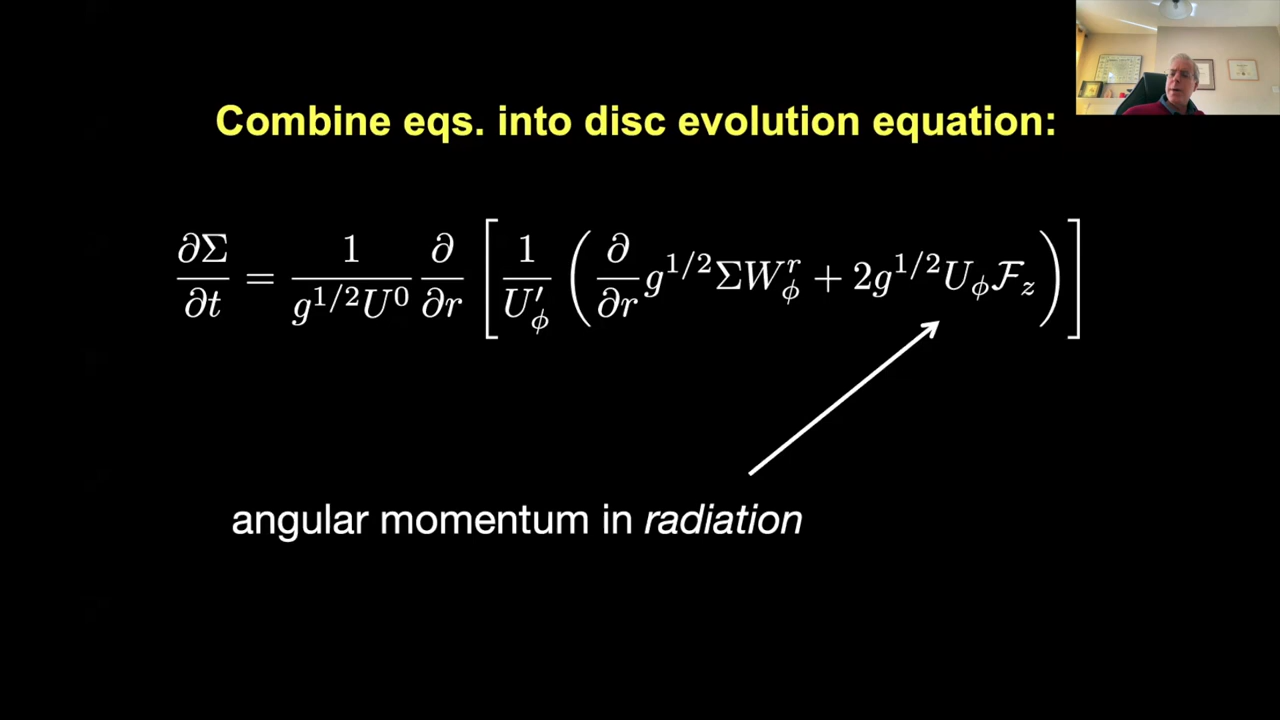 Combine eqs. into disc evolution equation:
∂Σ/∂t = 1/(g^{1/2}U^0) ∂/∂r [ 1/U′_ϕ ( ∂/∂r g^{1/2}ΣW^r_ϕ + 2g^{1/2}U_ϕ𝓕_z ) ]
angular momentum in radiation